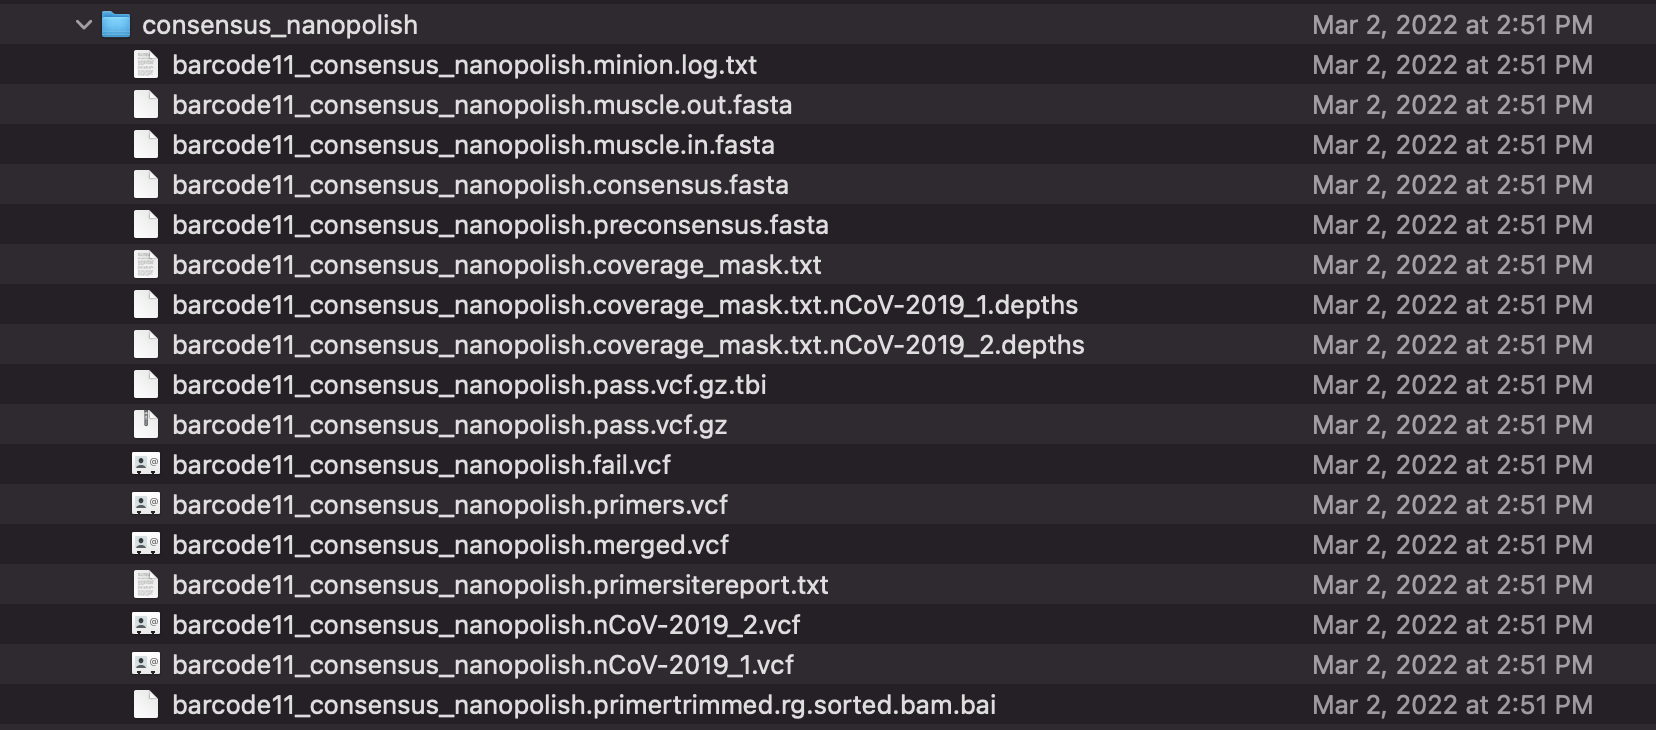 consensus_nanopolish Mar 2, 2022 at 2:51 PM
barcode11_consensus_nanopolish.minion.log.txt Mar 2, 2022 at 2:51 PM
barcode11_consensus_nanopolish.muscle.out.fasta Mar 2, 2022 at 2:51 PM
barcode11_consensus_nanopolish.muscle.in.fasta Mar 2, 2022 at 2:51 PM
barcode11_consensus_nanopolish.consensus.fasta Mar 2, 2022 at 2:51 PM
barcode11_consensus_nanopolish.preconsensus.fasta Mar 2, 2022 at 2:51 PM
barcode11_consensus_nanopolish.coverage_mask.txt Mar 2, 2022 at 2:51 PM
barcode11_consensus_nanopolish.coverage_mask.txt.nCoV-2019_1.depths Mar 2, 2022 at 2:51 PM
barcode11_consensus_nanopolish.coverage_mask.txt.nCoV-2019_2.depths Mar 2, 2022 at 2:51 PM
barcode11_consensus_nanopolish.pass.vcf.gz.tbi Mar 2, 2022 at 2:51 PM
barcode11_consensus_nanopolish.pass.vcf.gz Mar 2, 2022 at 2:51 PM
barcode11_consensus_nanopolish.fail.vcf Mar 2, 2022 at 2:51 PM
barcode11_consensus_nanopolish.primers.vcf Mar 2, 2022 at 2:51 PM
barcode11_consensus_nanopolish.merged.vcf Mar 2, 2022 at 2:51 PM
barcode11_consensus_nanopolish.primersitereport.txt Mar 2, 2022 at 2:51 PM
barcode11_consensus_nanopolish.nCoV-2019_2.vcf Mar 2, 2022 at 2:51 PM
barcode11_consensus_nanopolish.nCoV-2019_1.vcf Mar 2, 2022 at 2:51 PM
barcode11_consensus_nanopolish.primertrimmed.rg.sorted.bam.bai Mar 2, 2022 at 2:51 PM